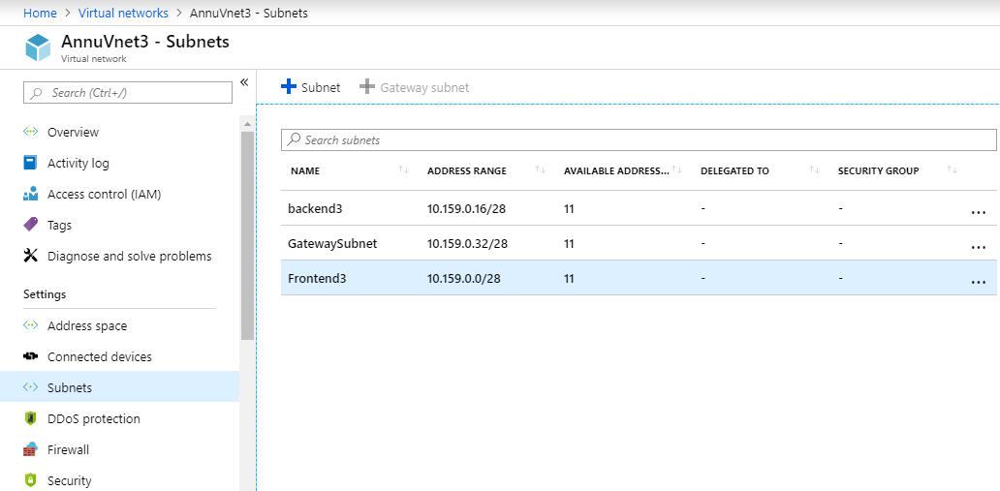 Home > Virtual networks > AnnuVnet3 - Subnets
AnnuVnet3 - Subnets
Virtual network
Search (Ctrl+/)
Overview
Activity log
Access control (IAM)
Tags
Diagnose and solve problems
Settings
Address space
Connected devices
Subnets
DDoS protection
Firewall
Security
Subnet Gateway subnet
Search subnets
NAME ADDRESS RANGE AVAILABLE ADDRESS... DELEGATED TO SECURITY GROUP
backend3 10.159.0.16/28 11 - - ...
GatewaySubnet 10.159.0.32/28 11 - - ...
Frontend3 10.159.0.0/28 11 - - ...